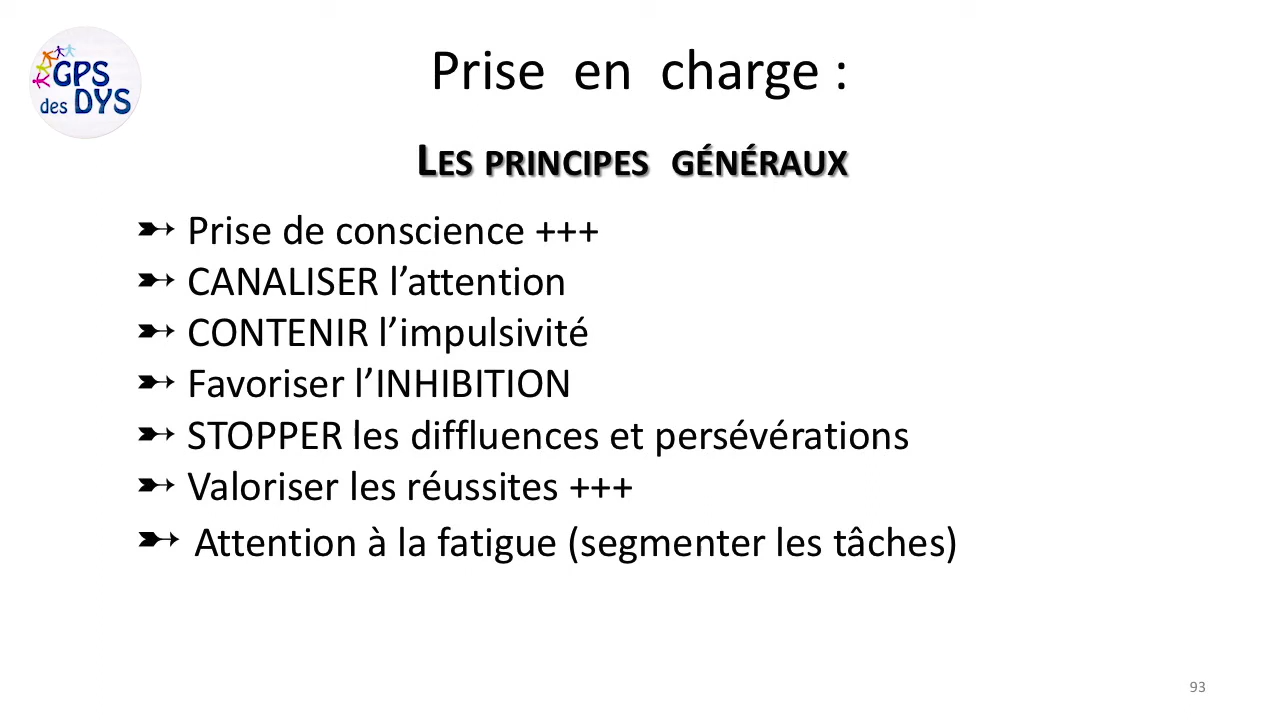 GPS
des DYS
Prise en charge :
LES PRINCIPES GÉNÉRAUX
➼ Prise de conscience +++
➼ CANALISER l’attention
➼ CONTENIR l’impulsivité
➼ Favoriser l’INHIBITION
➼ STOPPER les diffluences et persévérations
➼ Valoriser les réussites +++
➼ Attention à la fatigue (segmenter les tâches)
93